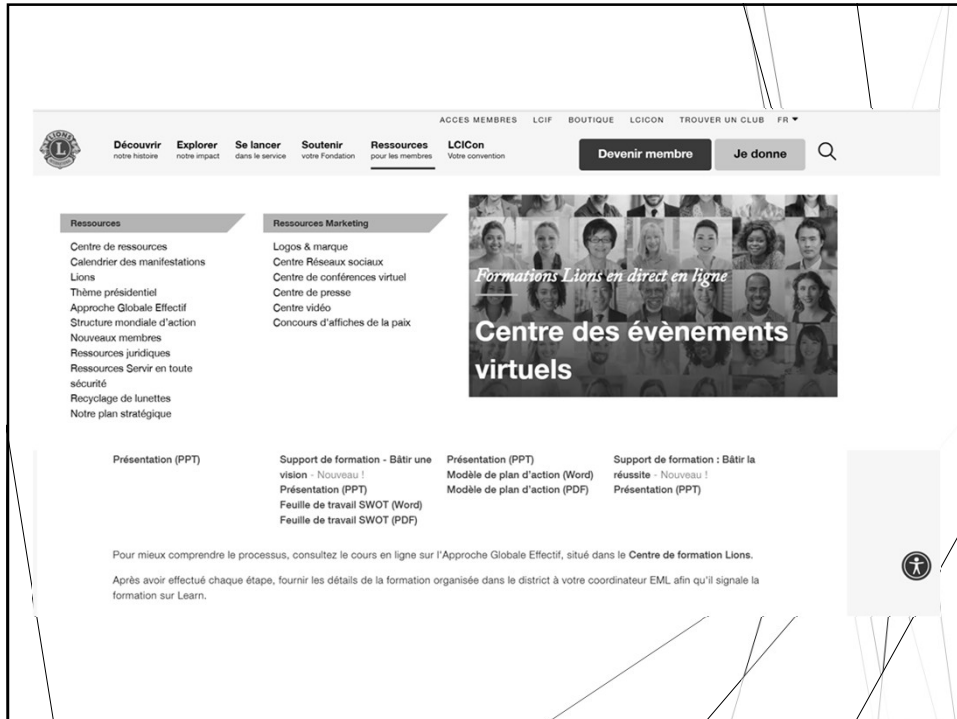 ACCES MEMBRES LCIF BOUTIQUE LCICON TROUVER UN CLUB FR
LIONS
L
Découvrir
notre histoire
Explorer
notre impact
Se lancer
dans le service
Soutenir
votre Fondation
Ressources
pour les membres
LCICon
Votre convention
Devenir membre
Je donne
Ressources
Centre de ressources
Calendrier des manifestations
Lions
Thème présidentiel
Approche Globale Effectif
Structure mondiale d'action
Nouveaux membres
Ressources juridiques
Ressources Servir en toute
sécurité
Recyclage de lunettes
Notre plan stratégique
Ressources Marketing
Logos & marque
Centre Réseaux sociaux
Centre de conférences virtuel
Centre de presse
Centre vidéo
Concours d'affiches de la paix
Formations Lions en direct en ligne
Centre des évènements
virtuels
Présentation (PPT)
Support de formation - Bâtir une
vision - Nouveau !
Présentation (PPT)
Feuille de travail SWOT (Word)
Feuille de travail SWOT (PDF)
Présentation (PPT)
Modèle de plan d'action (Word)
Modèle de plan d'action (PDF)
Support de formation : Bâtir la
réussite - Nouveau !
Présentation (PPT)
Pour mieux comprendre le processus, consultez le cours en ligne sur l'Approche Globale Effectif, situé dans le Centre de formation Lions.
Après avoir effectué chaque étape, fournir les détails de la formation organisée dans le district à votre coordinateur EML afin qu'il signale la
formation sur Learn.